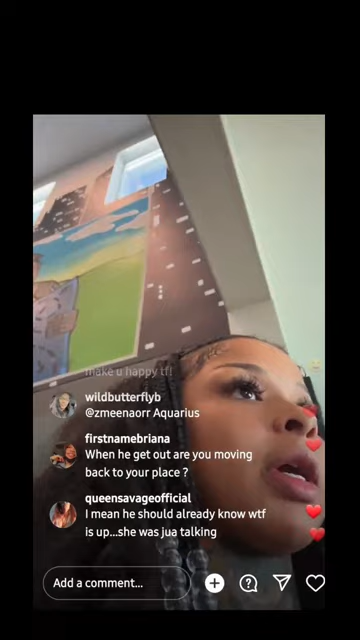 make u happy tf!
wildbutterflyb
@zmeenaorr Aquarius
firstnamebriana
When he get out are you moving
back to your place ?
queensavageofficial
I mean he should already know wtf
is up...she was jua talking
Add a comment...